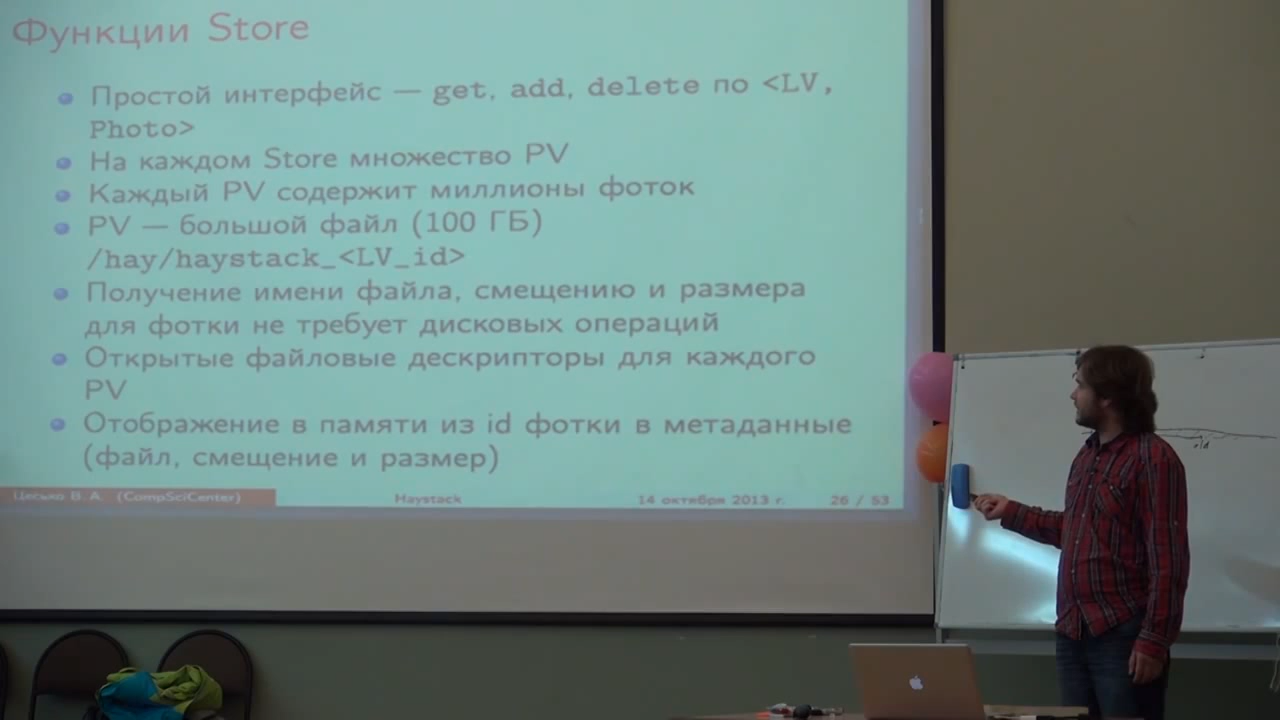 Функции Store
Простой интерфейс — get, add, delete по <LV,
Photo>
На каждом Store множество PV
Каждый PV содержит миллионы фоток
PV — большой файл (100 ГБ)
/hay/haystack_<LV_id>
Получение имени файла, смещению и размера
для фотки не требует дисковых операций
Открытые файловые дескрипторы для каждого
PV
Отображение в памяти из id фотки в метаданные
(файл, смещение и размер)
Цесько В. А. (CompSciCenter)
Haystack
14 октября 2013 г.
26 / 53